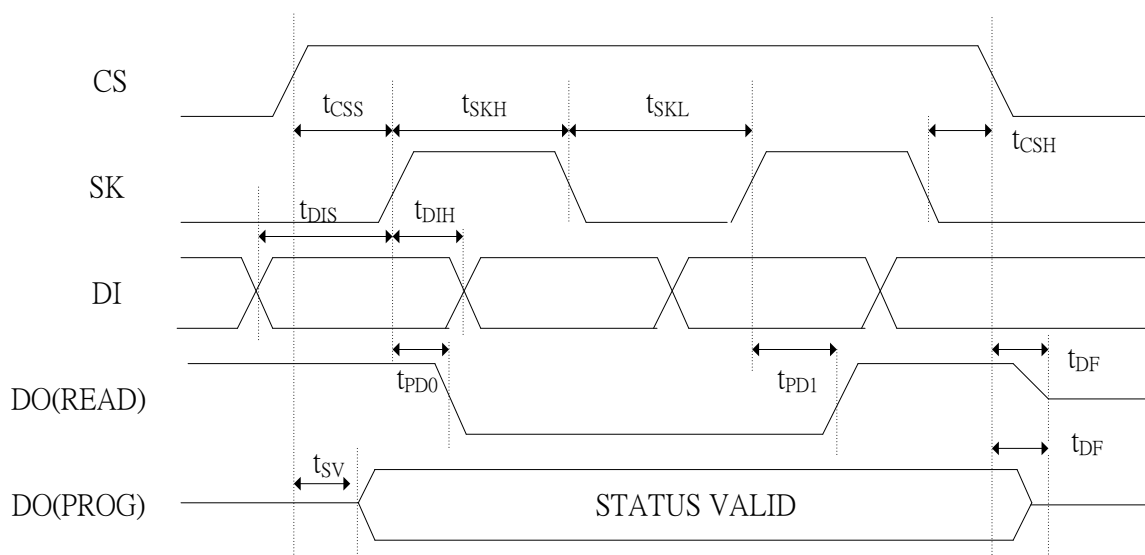 CS
tCSS
tSKH
tSKL
tCSH
SK
tDIS
tDIH
DI
tPD0
tPD1
tDF
DO(READ)
tSV
tDF
DO(PROG)
STATUS VALID